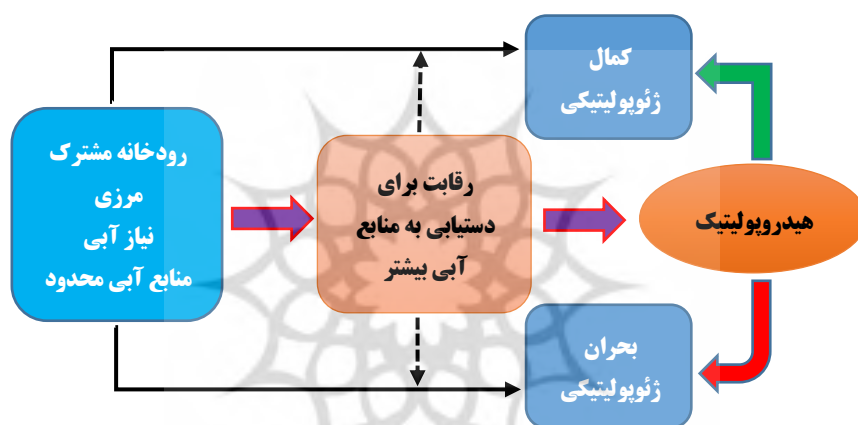 کمال
ژئوپولیتیکی
رودخانه مشترک
مرزی
نیاز آبی
منابع آبی محدود
رقابت برای
دستیابی به منابع
آبی بیشتر
هیدروپولیتیک
بحران
ژئوپولیتیکی